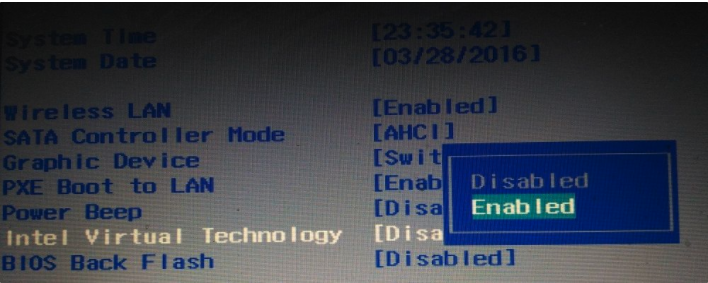 System Time [23:35:42]
System Date [03/28/2016]
Wireless LAN [Enabled]
SATA Controller Mode [AHCI]
Graphic Device [Swit
PXE Boot to LAN [Enab
Disabled
Power Beep [Disa
Enabled
Intel Virtual Technology [Disa
BIOS Back Flash [Disabled]